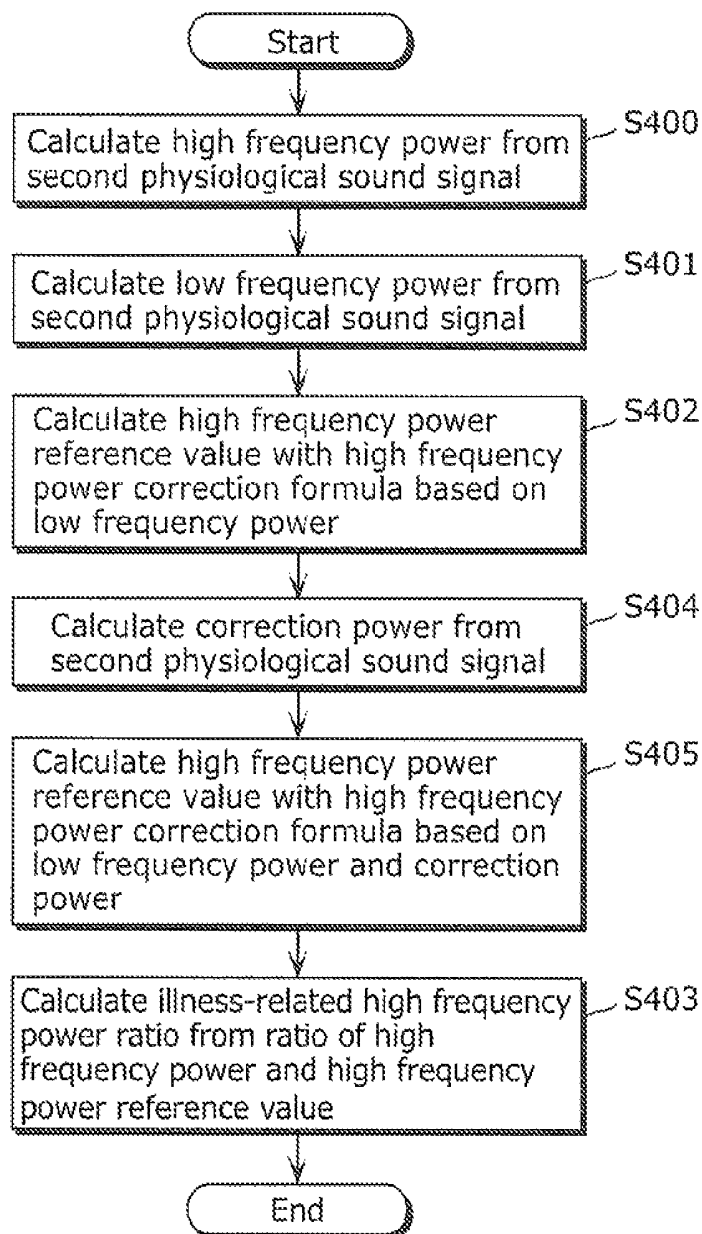 Start
S400
Calculate high frequency power from
second physiological sound signal
S401
Calculate low frequency power from
second physiological sound signal
S402
Calculate high frequency power
reference value with high frequency
power correction formula based on
low frequency power
S404
Calculate correction power from
second physiological sound signal
S405
Calculate high frequency power
reference value with high frequency
power correction formula based on
low frequency power and correction
power
S403
Calculate illness-related high frequency
power ratio from ratio of high
frequency power and high frequency
power reference value
End